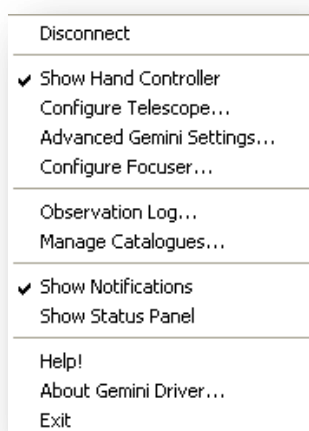 Disconnect
Show Hand Controller
Configure Telescope...
Advanced Gemini Settings...
Configure Focuser...
Observation Log...
Manage Catalogues...
Show Notifications
Show Status Panel
Help!
About Gemini Driver...
Exit